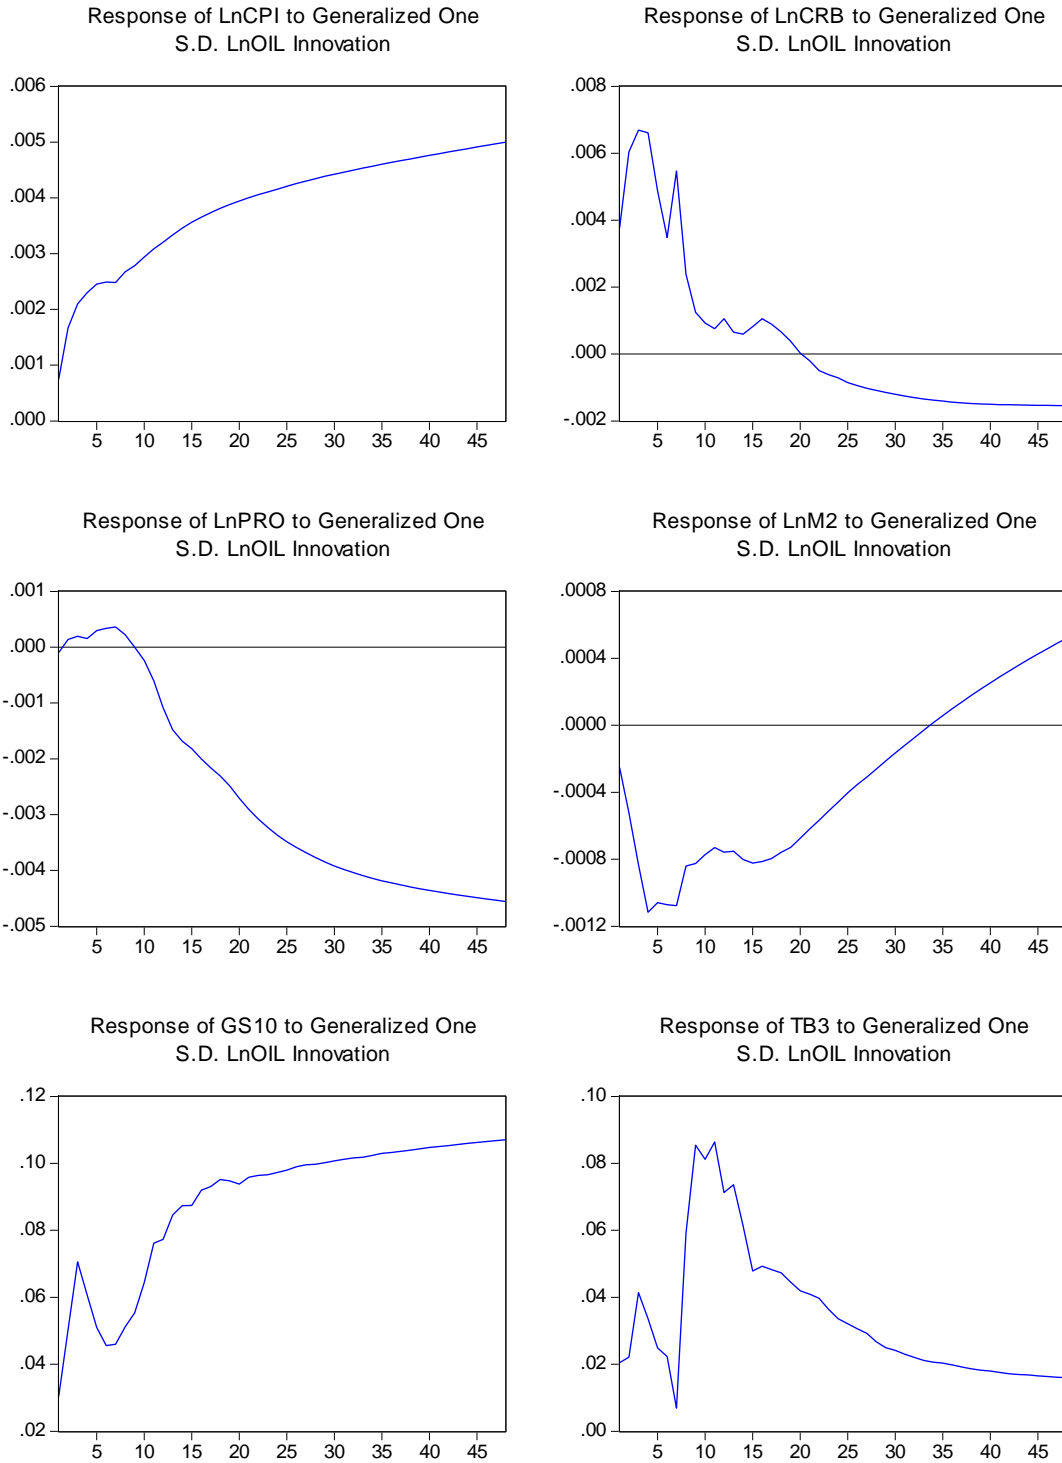 Response of LnCPI to Generalized One
S.D. LnOIL Innovation
.006
.005
.004
.003
.002
.001
.000
5 10 15 20 25 30 35 40 45
Response of LnCRB to Generalized One
S.D. LnOIL Innovation
.008
.006
.004
.002
.000
-.002
5 10 15 20 25 30 35 40 45
Response of LnPRO to Generalized One
S.D. LnOIL Innovation
.001
.000
-.001
-.002
-.003
-.004
-.005
5 10 15 20 25 30 35 40 45
Response of LnM2 to Generalized One
S.D. LnOIL Innovation
.0008
.0004
.0000
-.0004
-.0008
-.0012
5 10 15 20 25 30 35 40 45
Response of GS10 to Generalized One
S.D. LnOIL Innovation
.12
.10
.08
.06
.04
.02
5 10 15 20 25 30 35 40 45
Response of TB3 to Generalized One
S.D. LnOIL Innovation
.10
.08
.06
.04
.02
.00
5 10 15 20 25 30 35 40 45